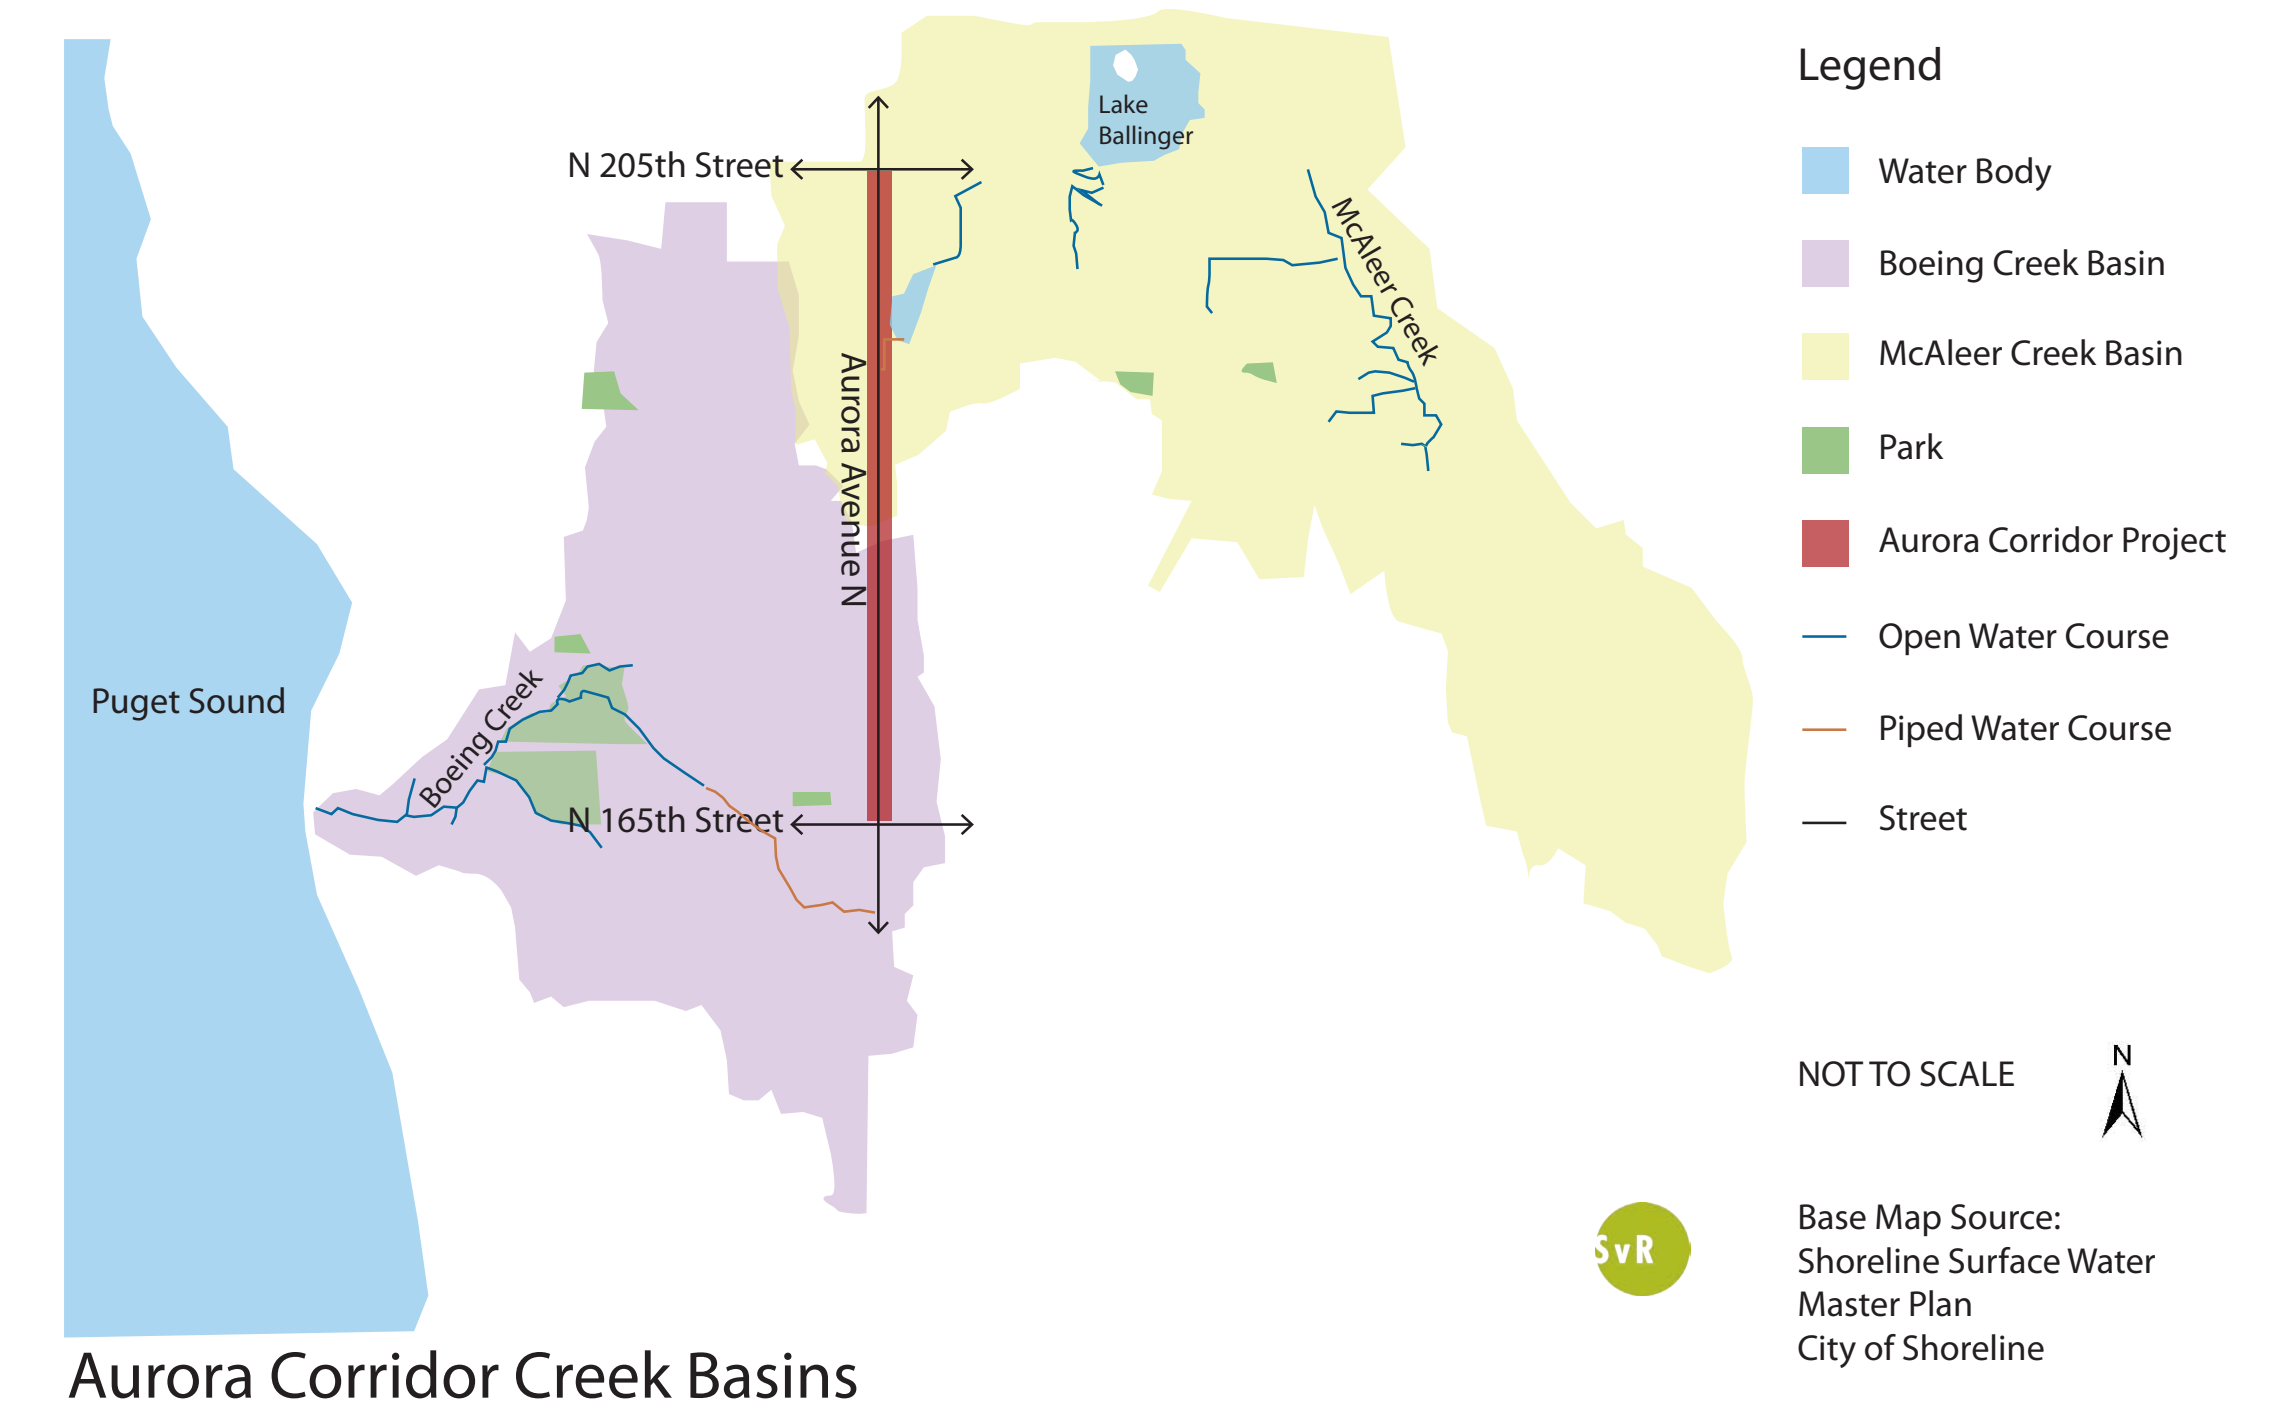 Lake
Ballinger
N 205th Street
McAleer Creek
Aurora Avenue N
Puget Sound
Boeing Creek
N 165th Street
Legend
Water Body
Boeing Creek Basin
McAleer Creek Basin
Park
Aurora Corridor Project
Open Water Course
Piped Water Course
Street
NOT TO SCALE
N
SvR
Base Map Source:
Shoreline Surface Water
Master Plan
City of Shoreline
Aurora Corridor Creek Basins